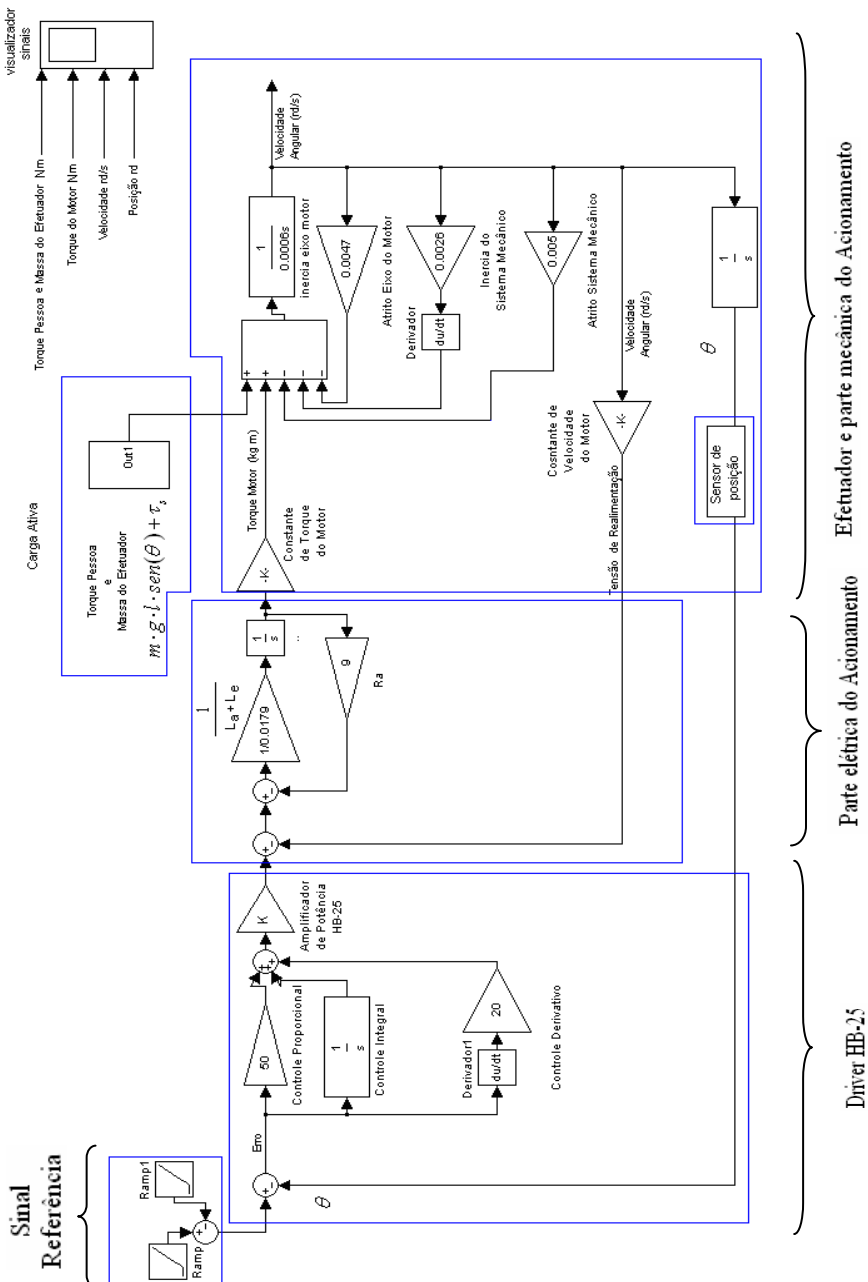 Sinal
Referência
Ramp
Ramp1
+
-
θ
+
-
Erro
50
Controle Proporcional
1
s
Controle Integral
Derivador1
du/dt
20
Controle Derivativo
K
Amplificador
de Potência
HB-25
Driver HB-25
+
-
+
-
1
La + Le
1/0.0179
1
s
..
9
Ra
Parte elétrica do Acionamento
Carga Ativa
Torque Pessoa
e
Massa do Efetuador
m·g·l·sen(θ)+τs
Out1
-K-
Constante
de Torque
do Motor
Torque Motor (kg m)
+
+
-
-
-
1
0.0006s
inercia eixo motor
Velocidade
Angular (rd/s)
0.0047
Atrito Eixo do Motor
0.0026
Inercia do
Sistema Mecânico
Derivador
du/dt
0.005
Atrito Sistema Mecânico
Velocidade
Angular (rd/s)
-K-
Cosntante de
Velocidade
do Motor
Tensão de Realimentação
1
s
θ
Sensor de
posição
Efetuador e parte mecânica do Acionamento
visualizador
sinais
Torque Pessoa e Massa do Efetuador Nm
Torque do Motor Nm
Velocidade rd/s
Posição rd